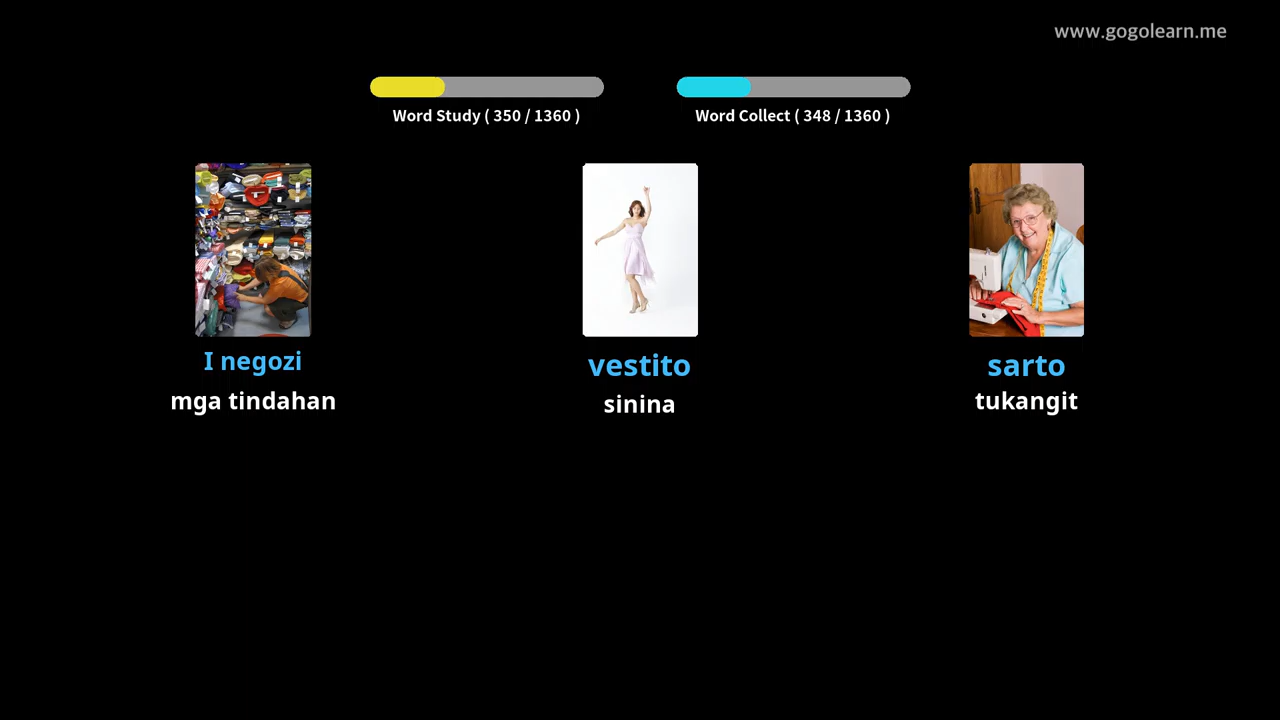 www.gogolearn.me
Word Study ( 350 / 1360 )
Word Collect ( 348 / 1360 )
I negozi
mga tindahan
vestito
sinina
sarto
tukangit